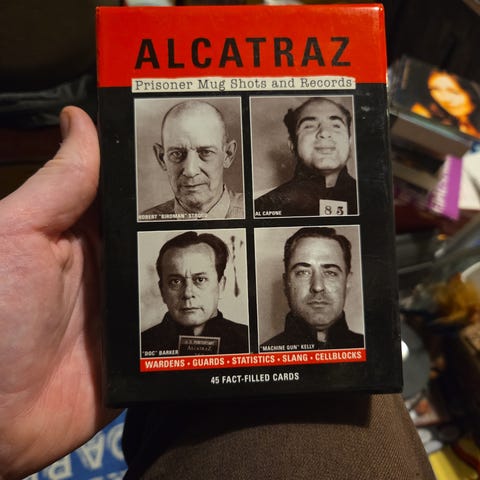 ALCATRAZ
Prisoner Mug Shots and Records
ROBERT "BIRDMAN" STROUD
AL CAPONE
85
"DOC" BARKER
ALCATRAZ
"MACHINE GUN" KELLY
WARDENS • GUARDS • STATISTICS • SLANG • CELLBLOCKS
45 FACT-FILLED CARDS